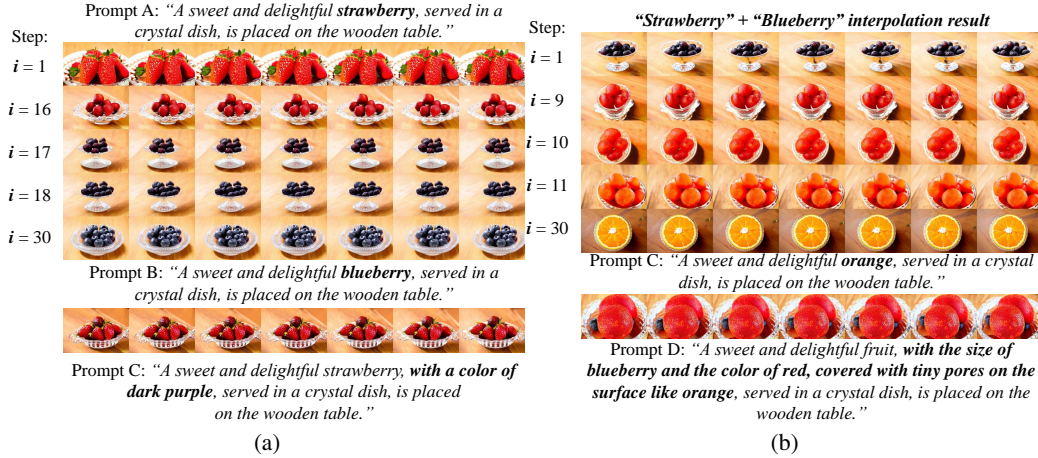 Prompt A: “A sweet and delightful strawberry, served in a
crystal dish, is placed on the wooden table.”
Step:
i = 1
i = 16
i = 17
i = 18
i = 30
Prompt B: “A sweet and delightful blueberry, served in a
crystal dish, is placed on the wooden table.”
Prompt C: “A sweet and delightful strawberry, with a color of
dark purple, served in a crystal dish, is placed
on the wooden table.”
(a)
“Strawberry” + “Blueberry” interpolation result
Step:
i = 1
i = 9
i = 10
i = 11
i = 30
Prompt C: “A sweet and delightful orange, served in a crystal
dish, is placed on the wooden table.”
Prompt D: “A sweet and delightful fruit, with the size of
blueberry and the color of red, covered with tiny pores on the
surface like orange, served in a crystal dish, is placed on the
wooden table.”
(b)